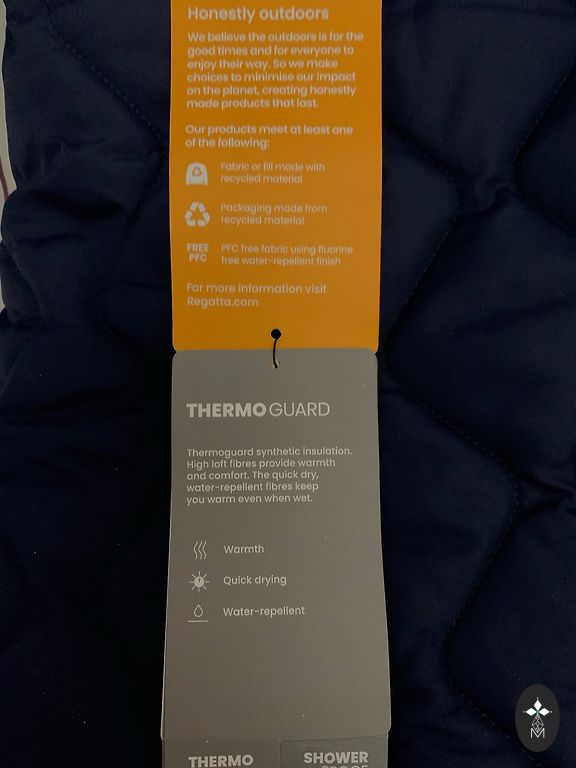 Honestly outdoors
We believe the outdoors is for the
good times and for everyone to
enjoy their way. So we make
choices to minimise our impact
on the planet, creating honestly
made products that last.
Our products meet at least one
of the following:
Fabric or fill made with
recycled material
Packaging made from
recycled material
FREE
PFC
PFC free fabric using fluorine
free water-repellent finish
For more information visit
Regatta.com
THERMOGUARD
Thermoguard synthetic insulation.
High loft fibres provide warmth
and comfort. The quick dry,
water-repellent fibres keep
you warm even when wet.
Warmth
Quick drying
Water-repellent
THERMO
SHOWER
PROOF
M